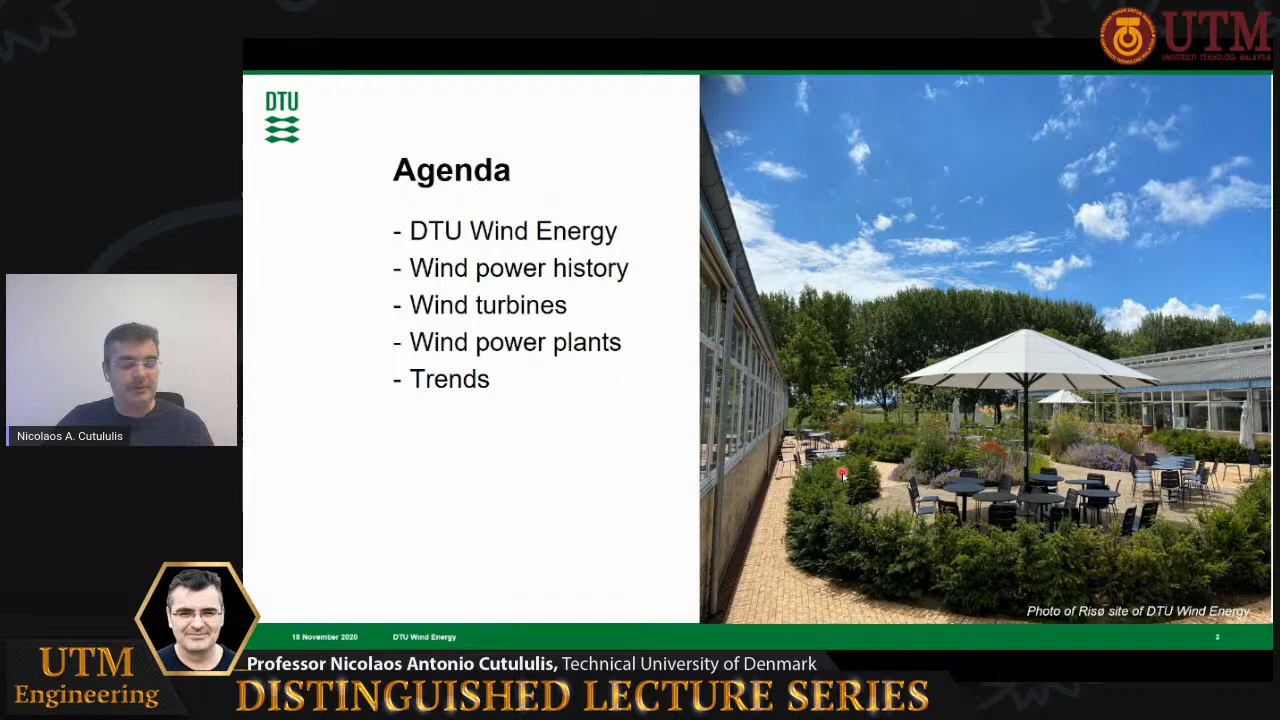 UTM
UNIVERSITI TEKNOLOGI MALAYSIA
DTU
Agenda
- DTU Wind Energy
- Wind power history
- Wind turbines
- Wind power plants
- Trends
Nicolaos A. Cutululis
Photo of Risø site of DTU Wind Energy
18 November 2020
DTU Wind Energy
3
Professor Nicolaos Antonio Cutululis, Technical University of Denmark
UTM
Engineering
DISTINGUISHED LECTURE SERIES